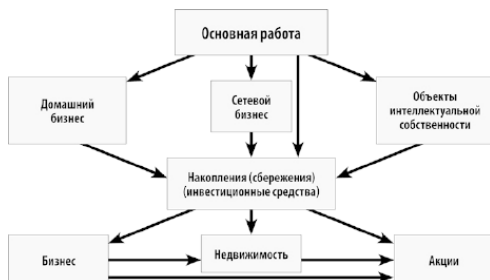 Основная работа
Домашний
бизнес
Сетевой
бизнес
Объекты
интеллектуальной
собственности
Накопления (сбережения)
(инвестиционные средства)
Бизнес
Недвижимость
Акции